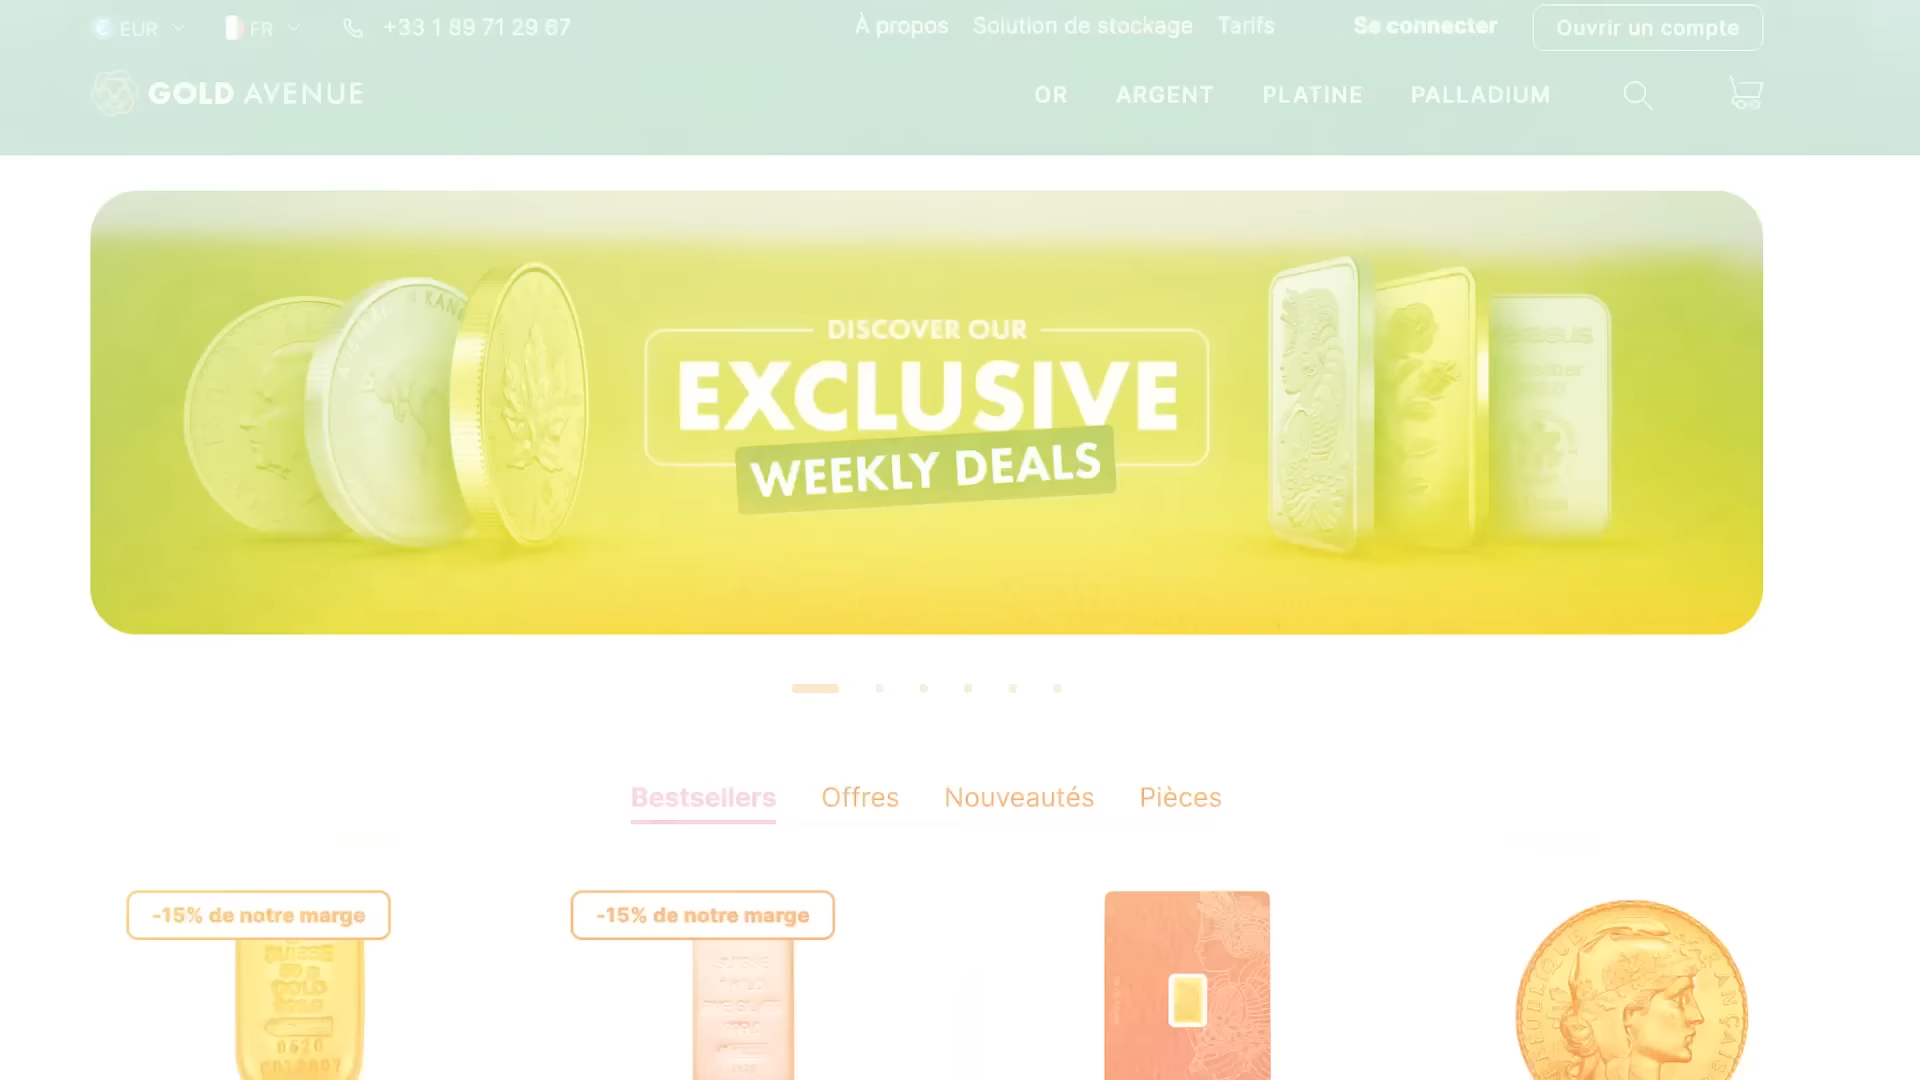 EUR FR +33 1 89 71 29 67 À propos Solution de stockage Tarifs Se connecter Ouvrir un compte
GOLD AVENUE OR ARGENT PLATINE PALLADIUM
DISCOVER OUR
EXCLUSIVE
WEEKLY DEALS
Bestsellers Offres Nouveautés Pièces
-15% de notre marge -15% de notre marge
SUISSE
GOLD